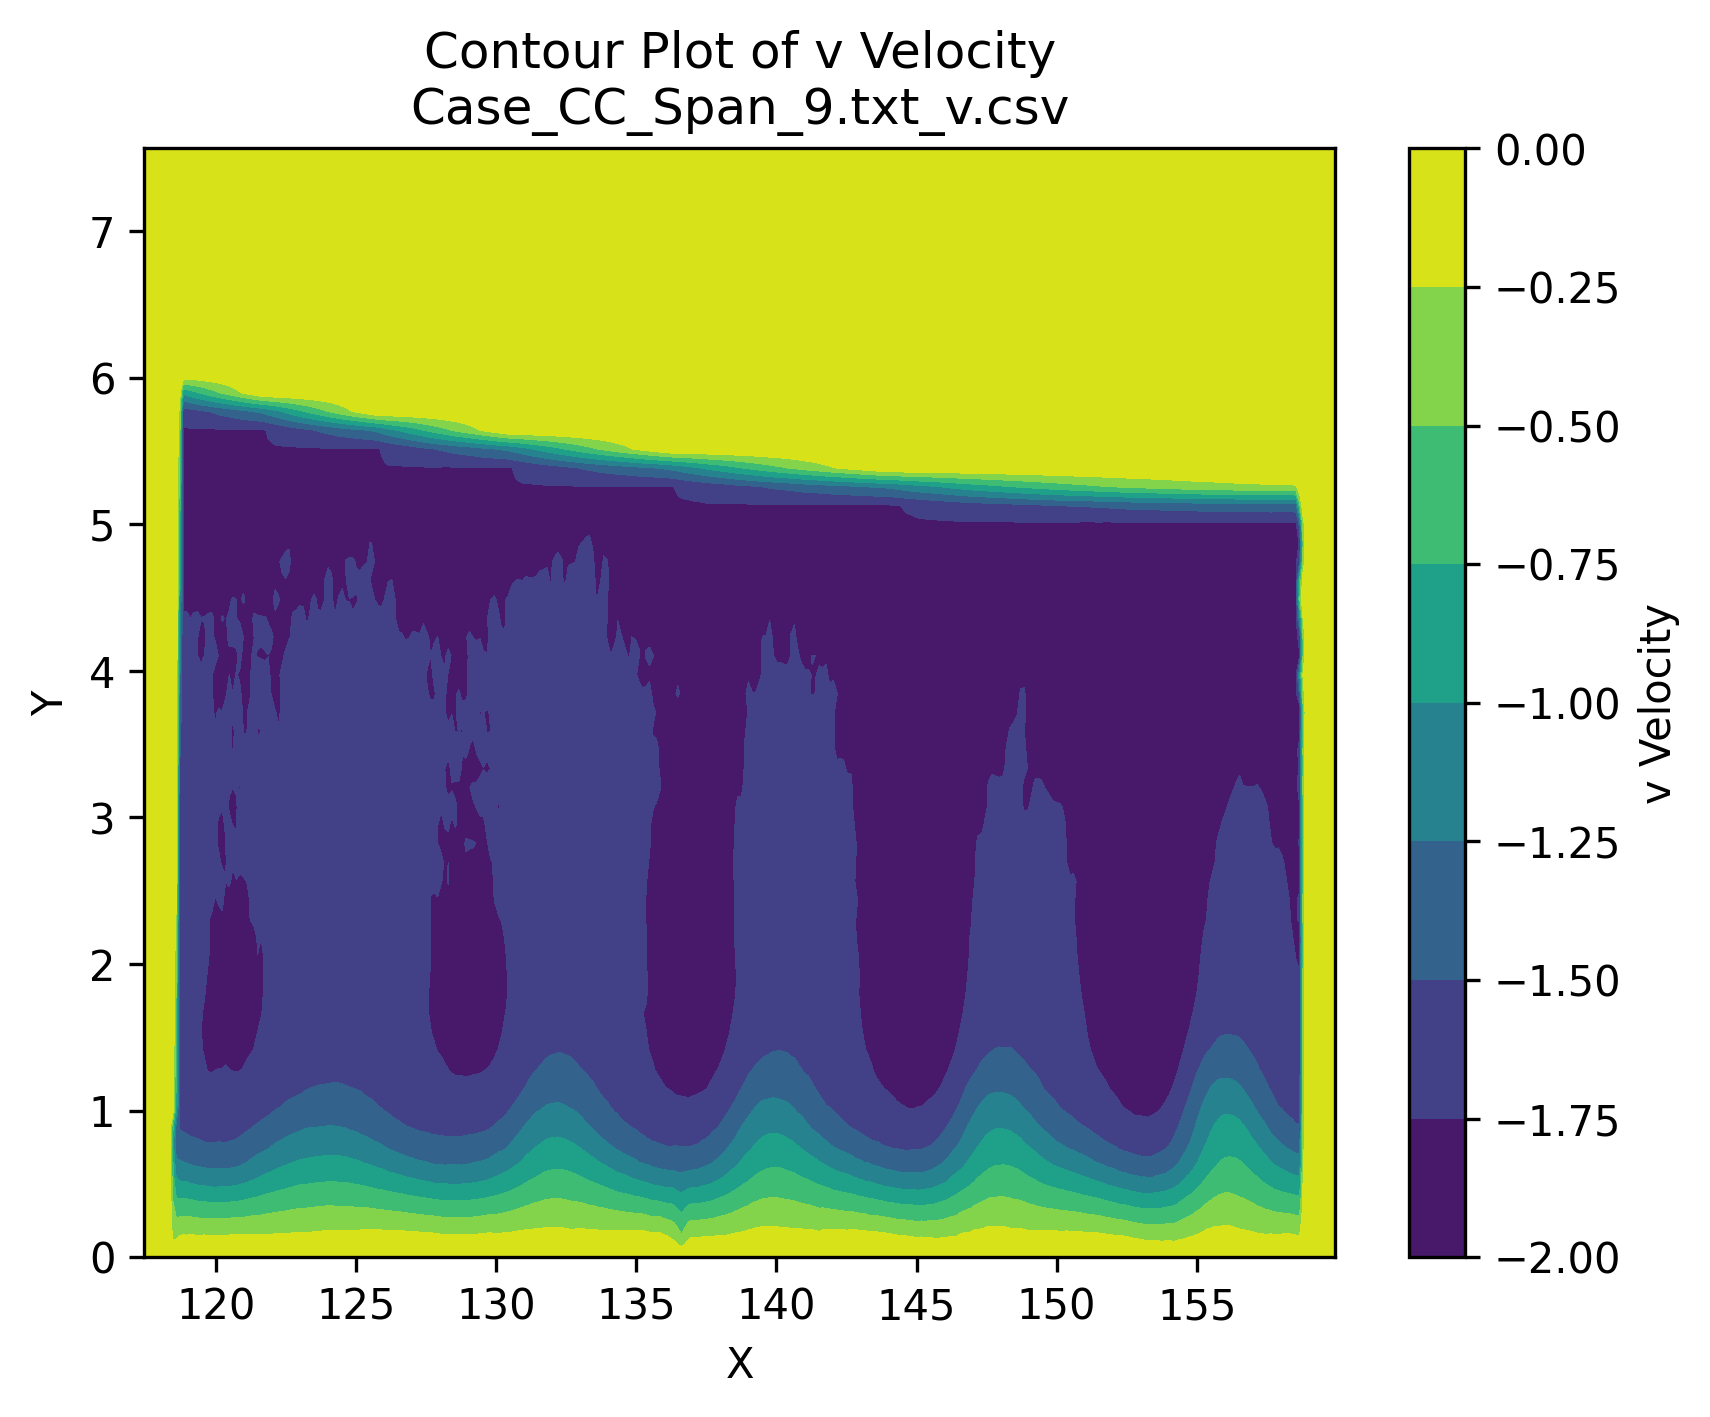 Contour Plot of v Velocity
Case_CC_Span_9.txt_v.csv
7
6
5
4
3
2
1
0
Y
120 125 130 135 140 145 150 155
X
0.00
−0.25
−0.50
−0.75
−1.00
−1.25
−1.50
−1.75
−2.00
v Velocity